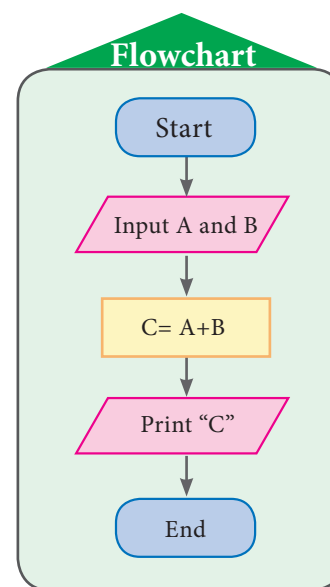 Flowchart
Start
Input A and B
C= A+B
Print “C”
End